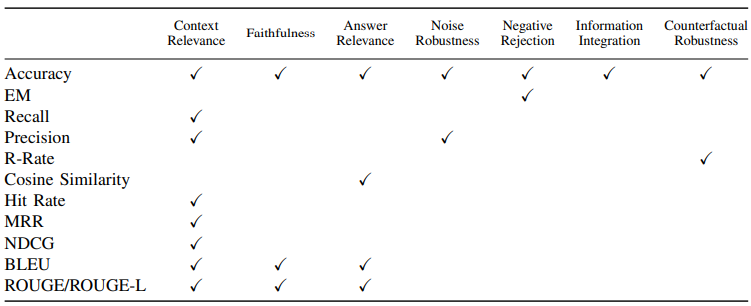 Context Relevance Faithfulness Answer Relevance Noise Robustness Negative Rejection Information Integration Counterfactual Robustness
Accuracy ✓ ✓ ✓ ✓ ✓ ✓ ✓
EM ✓
Recall ✓
Precision ✓ ✓
R-Rate ✓
Cosine Similarity ✓
Hit Rate ✓
MRR ✓
NDCG ✓
BLEU ✓ ✓ ✓
ROUGE/ROUGE-L ✓ ✓ ✓